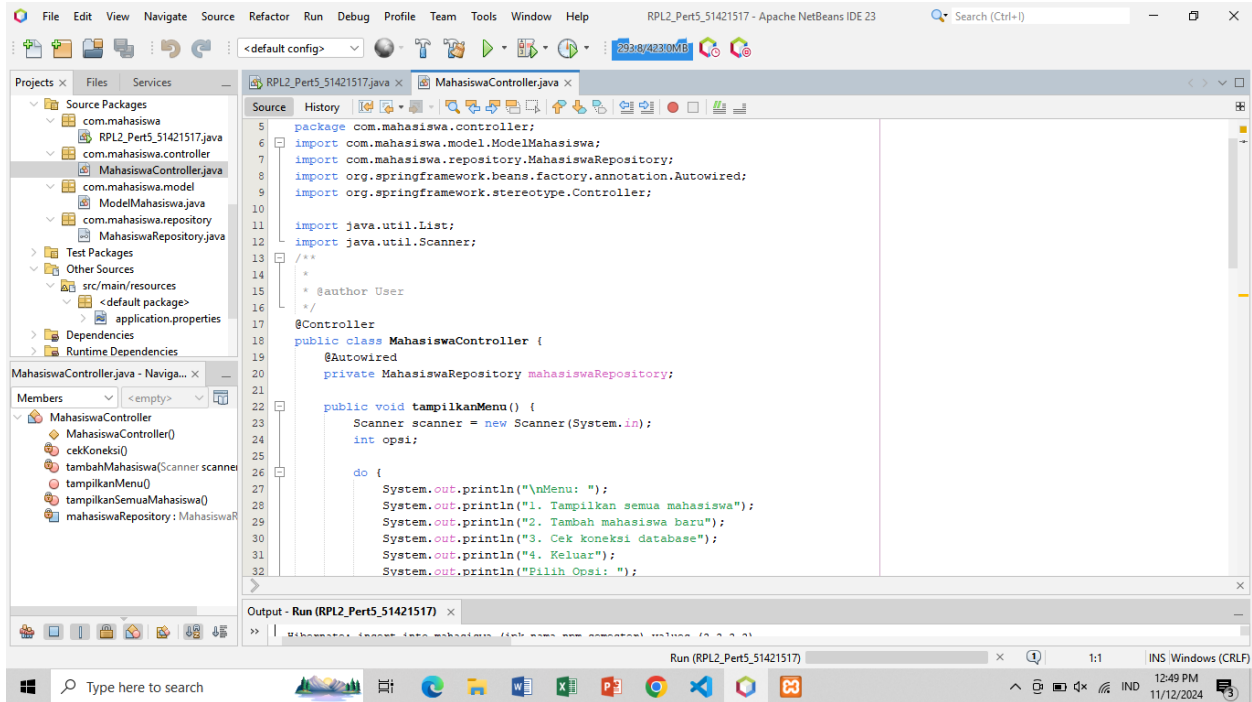 File Edit View Navigate Source Refactor Run Debug Profile Team Tools Window Help RPL2_Pert5_51421517 - Apache NetBeans IDE 23 Search (Ctrl+I)
<default config> 293.8/423.0MB
Projects Files Services
RPL2_Pert5_51421517.java MahasiswaController.java
Source Packages
com.mahasiswa
RPL2_Pert5_51421517.java
com.mahasiswa.controller
MahasiswaController.java
com.mahasiswa.model
ModelMahasiswa.java
com.mahasiswa.repository
MahasiswaRepository.java
Test Packages
Other Sources
src/main/resources
<default package>
application.properties
Dependencies
Runtime Dependencies
Source History
5 package com.mahasiswa.controller;
6 import com.mahasiswa.model.ModelMahasiswa;
7 import com.mahasiswa.repository.MahasiswaRepository;
8 import org.springframework.beans.factory.annotation.Autowired;
9 import org.springframework.stereotype.Controller;
10
11 import java.util.List;
12 import java.util.Scanner;
13 /**
14 *
15 * @author User
16 */
17 @Controller
18 public class MahasiswaController {
19 @Autowired
20 private MahasiswaRepository mahasiswaRepository;
21
22 public void tampilkanMenu() {
23 Scanner scanner = new Scanner(System.in);
24 int opsi;
25
26 do {
27 System.out.println("\nMenu: ");
28 System.out.println("1. Tampilkan semua mahasiswa");
29 System.out.println("2. Tambah mahasiswa baru");
30 System.out.println("3. Cek koneksi database");
31 System.out.println("4. Keluar");
32 System.out.println("Pilih Opsi: ");
MahasiswaController.java - Naviga...
Members <empty>
MahasiswaController
MahasiswaController()
cekKoneksi()
tambahMahasiswa(Scanner scanner
tampilkanMenu()
tampilkanSemuaMahasiswa()
mahasiswaRepository : MahasiswaR
Output - Run (RPL2_Pert5_51421517)
Hibernate: insert into mahasiswa (ipk,nama,npm,semester) values (?,?,?,?)
Run (RPL2_Pert5_51421517) 1 1:1 INS Windows (CRLF)
Type here to search IND 12:49 PM
11/12/2024 3